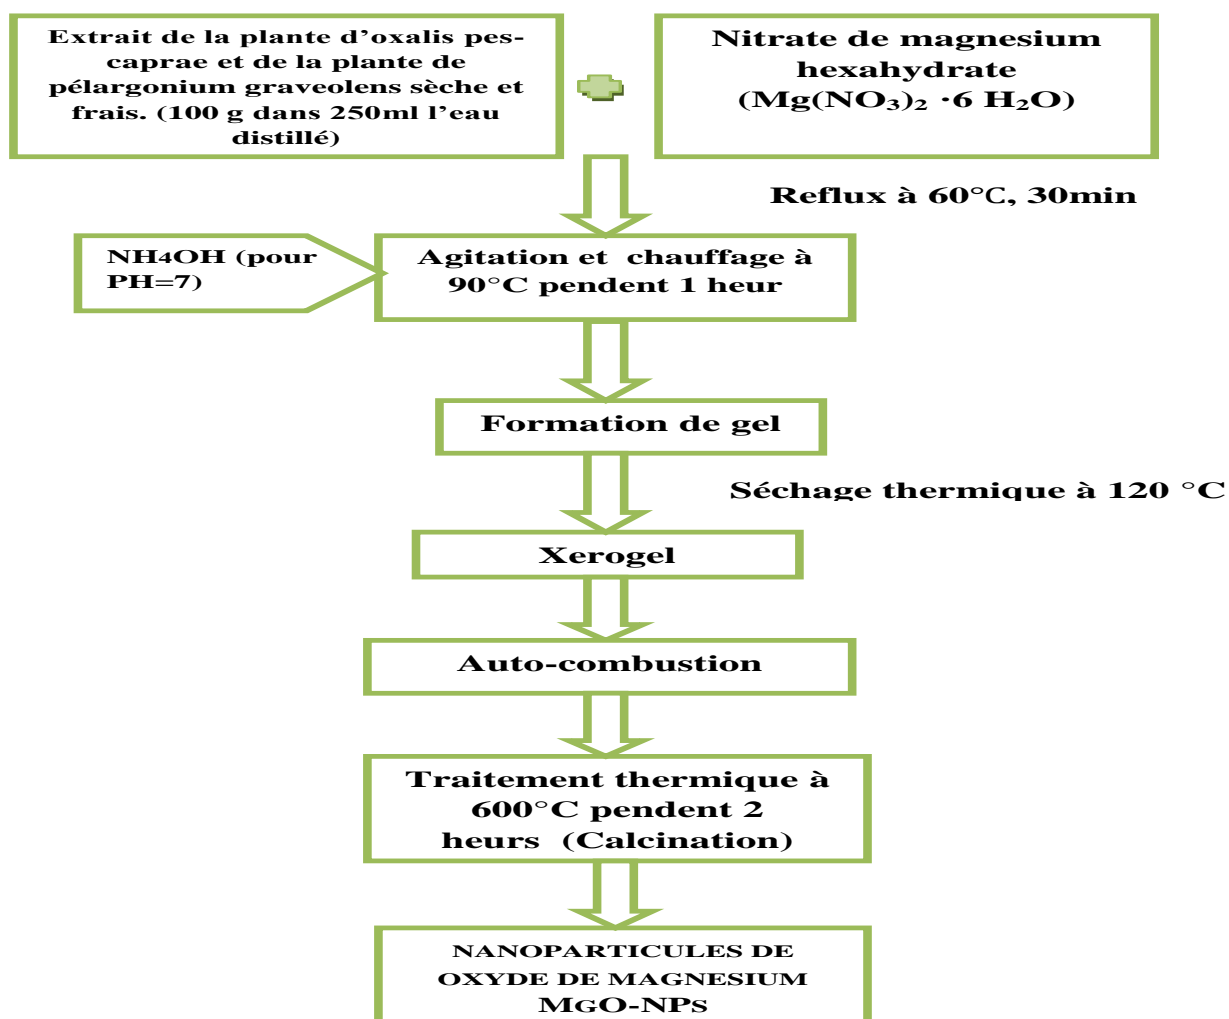 Extrait de la plante d’oxalis pes-
caprae et de la plante de
pélargonium graveolens sèche et
frais. (100 g dans 250ml l’eau
distillé)
Nitrate de magnesium
hexahydrate
(Mg(NO₃)₂ ·6 H₂O)
Reflux à 60°C, 30min
NH4OH (pour
PH=7)
Agitation et chauffage à
90°C pendent 1 heur
Formation de gel
Séchage thermique à 120 °C
Xerogel
Auto-combustion
Traitement thermique à
600°C pendent 2
heurs (Calcination)
NANOPARTICULES DE
OXYDE DE MAGNESIUM
MGO-NPS